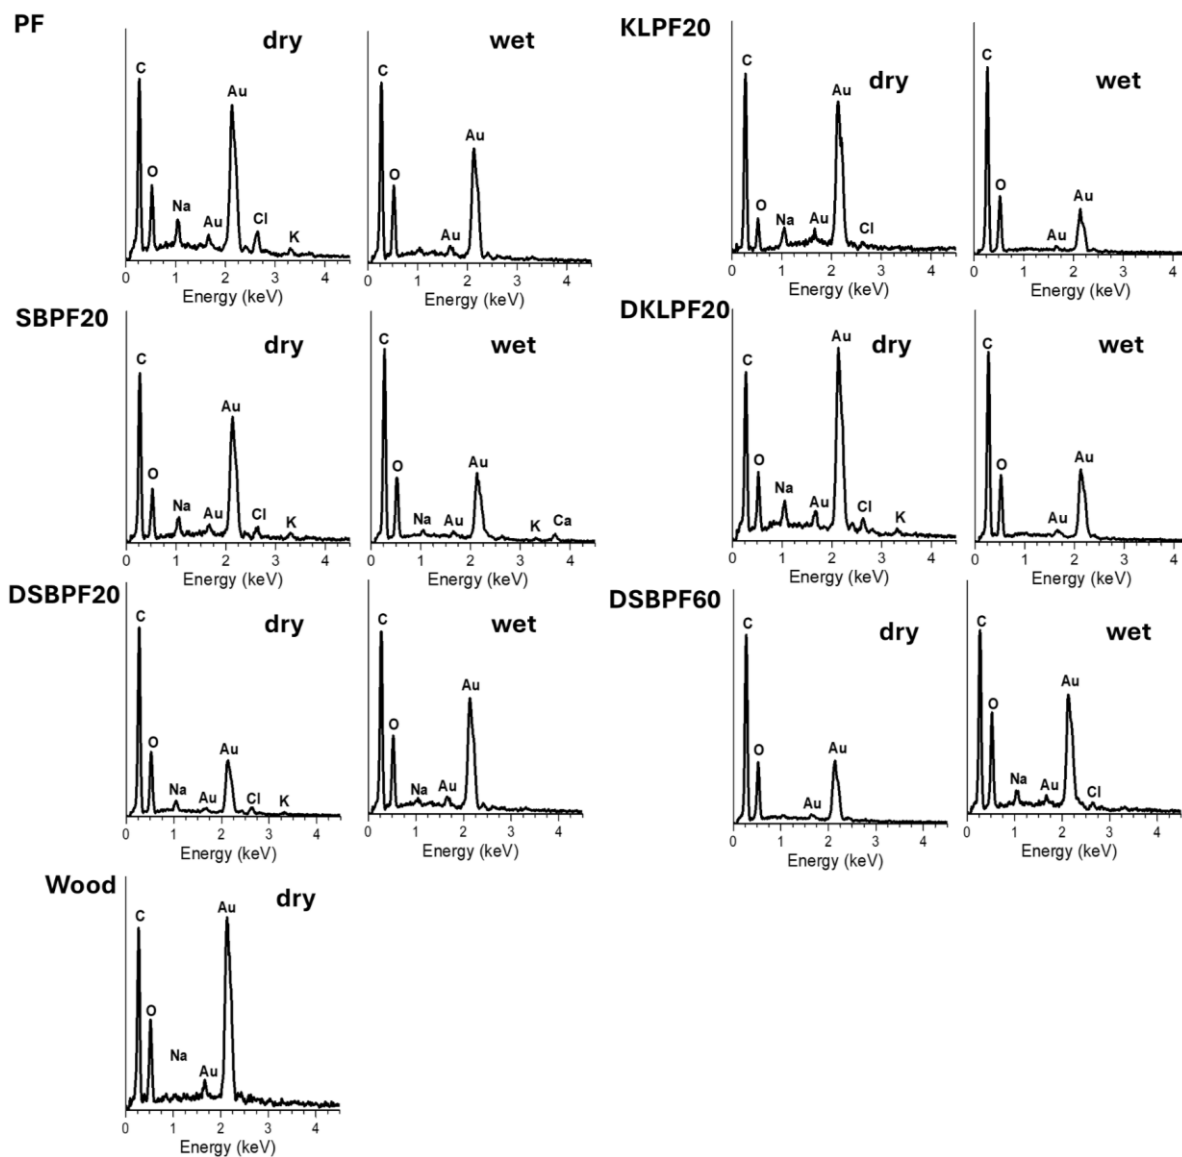 PF
dry
C
O
Na
Au
Au
Cl
K
0 1 2 3 4
Energy (keV)
wet
C
O
Au
Au
0 1 2 3 4
Energy (keV)
KLPF20
dry
C
O
Na
Au
Au
Cl
0 1 2 3 4
Energy (keV)
wet
C
O
Au
Au
0 1 2 3 4
Energy (keV)
SBPF20
dry
C
O
Na
Au
Au
Cl
K
0 1 2 3 4
Energy (keV)
wet
C
O
Na
Au
Au
K
Ca
0 1 2 3 4
Energy (keV)
DKLPF20
dry
C
O
Na
Au
Au
Cl
K
0 1 2 3 4
Energy (keV)
wet
C
O
Au
Au
0 1 2 3 4
Energy (keV)
DSBPF20
dry
C
O
Na
Au
Au
Cl
K
0 1 2 3 4
Energy (keV)
wet
C
O
Na
Au
Au
0 1 2 3 4
Energy (keV)
DSBPF60
dry
C
O
Au
Au
0 1 2 3 4
Energy (keV)
wet
C
O
Na
Au
Au
Cl
0 1 2 3 4
Energy (keV)
Wood
dry
C
O
Na
Au
Au
0 1 2 3 4
Energy (keV)